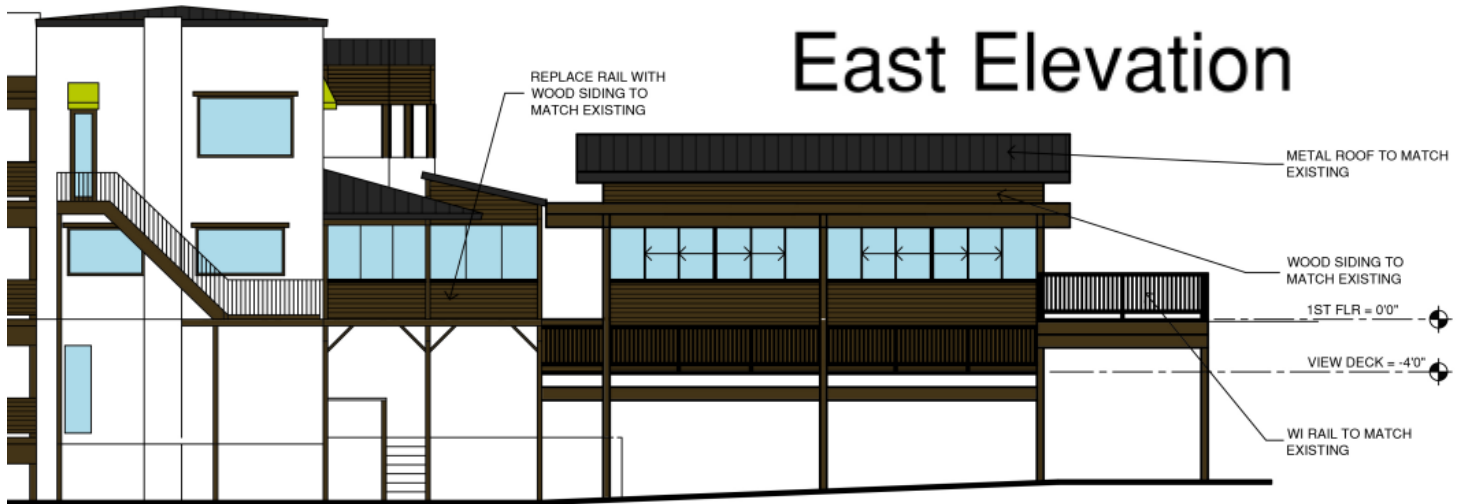 East Elevation
REPLACE RAIL WITH
WOOD SIDING TO
MATCH EXISTING
METAL ROOF TO MATCH
EXISTING
WOOD SIDING TO
MATCH EXISTING
1ST FLR = 0'0"
VIEW DECK = -4'0"
WI RAIL TO MATCH
EXISTING